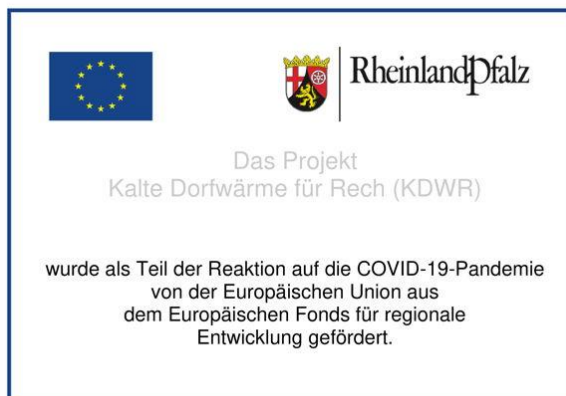 RheinlandPfalz
Das Projekt
Kalte Dorfwärme für Rech (KDWR)
wurde als Teil der Reaktion auf die COVID-19-Pandemie
von der Europäischen Union aus
dem Europäischen Fonds für regionale
Entwicklung gefördert.